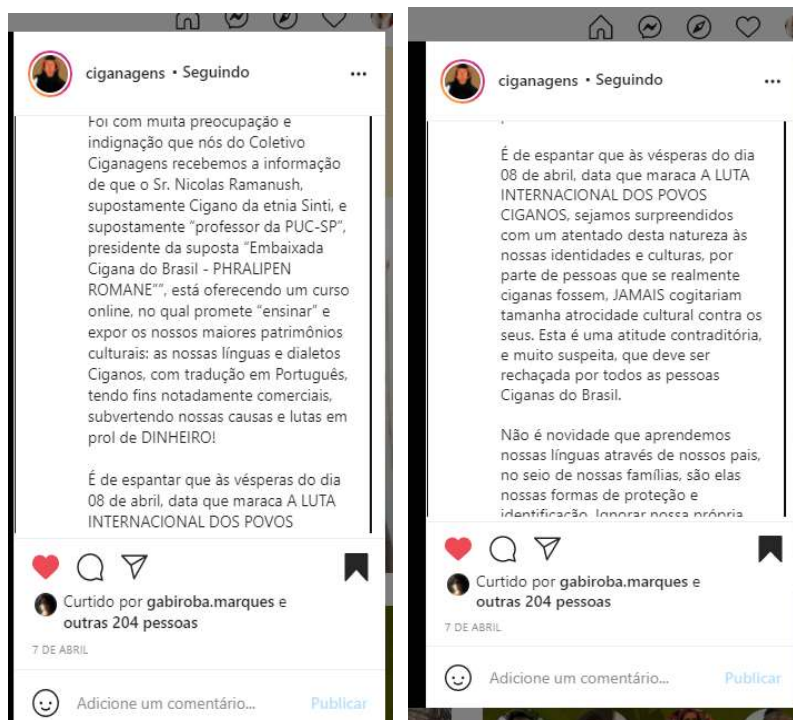 ciganagens • Seguindo
...
Foi com muita preocupação e
indignação que nós do Coletivo
Ciganagens recebemos a informação
de que o Sr. Nicolas Ramanush,
supostamente Cigano da etnia Sinti, e
supostamente “professor da PUC-SP”,
presidente da suposta “Embaixada
Cigana do Brasil - PHRALIPEN
ROMANE””, está oferecendo um curso
online, no qual promete “ensinar” e
expor os nossos maiores patrimônios
culturais: as nossas línguas e dialetos
Ciganos, com tradução em Português,
tendo fins notadamente comerciais,
subvertendo nossas causas e lutas em
prol de DINHEIRO!
É de espantar que às vésperas do dia
08 de abril, data que maraca A LUTA
INTERNACIONAL DOS POVOS
Curtido por gabiroba.marques e
outras 204 pessoas
7 DE ABRIL
Adicione um comentário... Publicar
ciganagens • Seguindo
...
É de espantar que às vésperas do dia
08 de abril, data que maraca A LUTA
INTERNACIONAL DOS POVOS
CIGANOS, sejamos surpreendidos
com um atentado desta natureza às
nossas identidades e culturas, por
parte de pessoas que se realmente
ciganas fossem, JAMAIS cogitariam
tamanha atrocidade cultural contra os
seus. Esta é uma atitude contraditória,
e muito suspeita, que deve ser
rechaçada por todos as pessoas
Ciganas do Brasil.
Não é novidade que aprendemos
nossas línguas através de nossos pais,
no seio de nossas famílias, são elas
nossas formas de proteção e
identificação. Ignorar nossa própria
Curtido por gabiroba.marques e
outras 204 pessoas
7 DE ABRIL
Adicione um comentário... Publicar